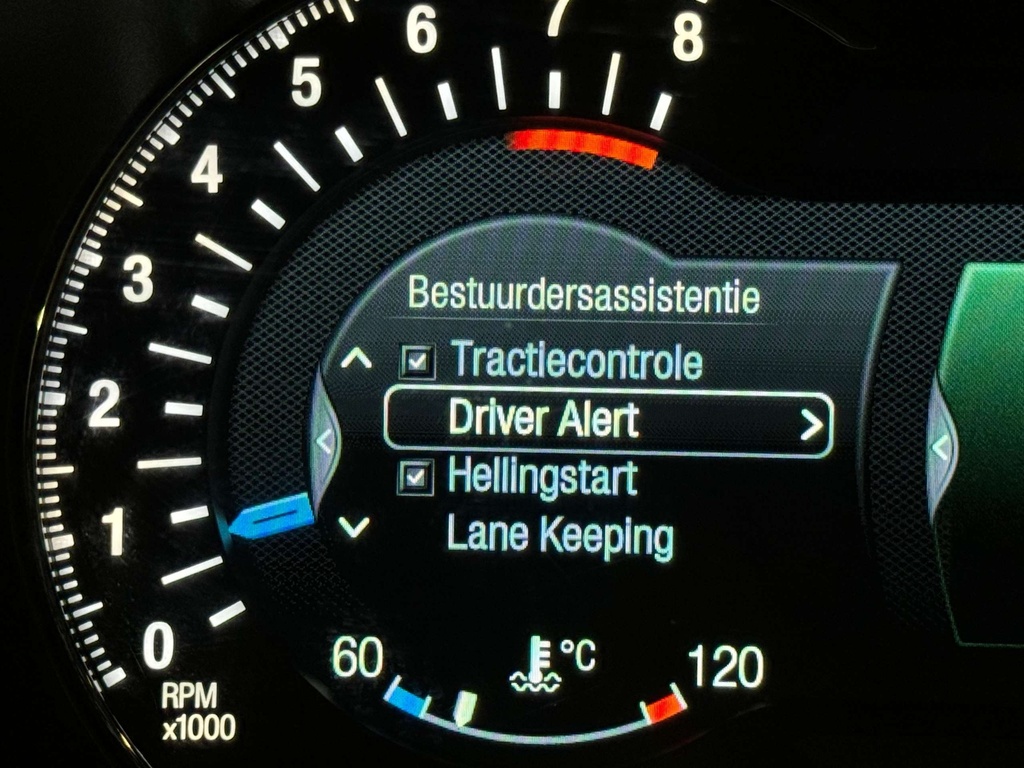 6
7
8
5
4
3
2
1
0
RPM
x1000
Bestuurdersassistentie
Tractiecontrole
Driver Alert
Hellingstart
Lane Keeping
60
°C
120